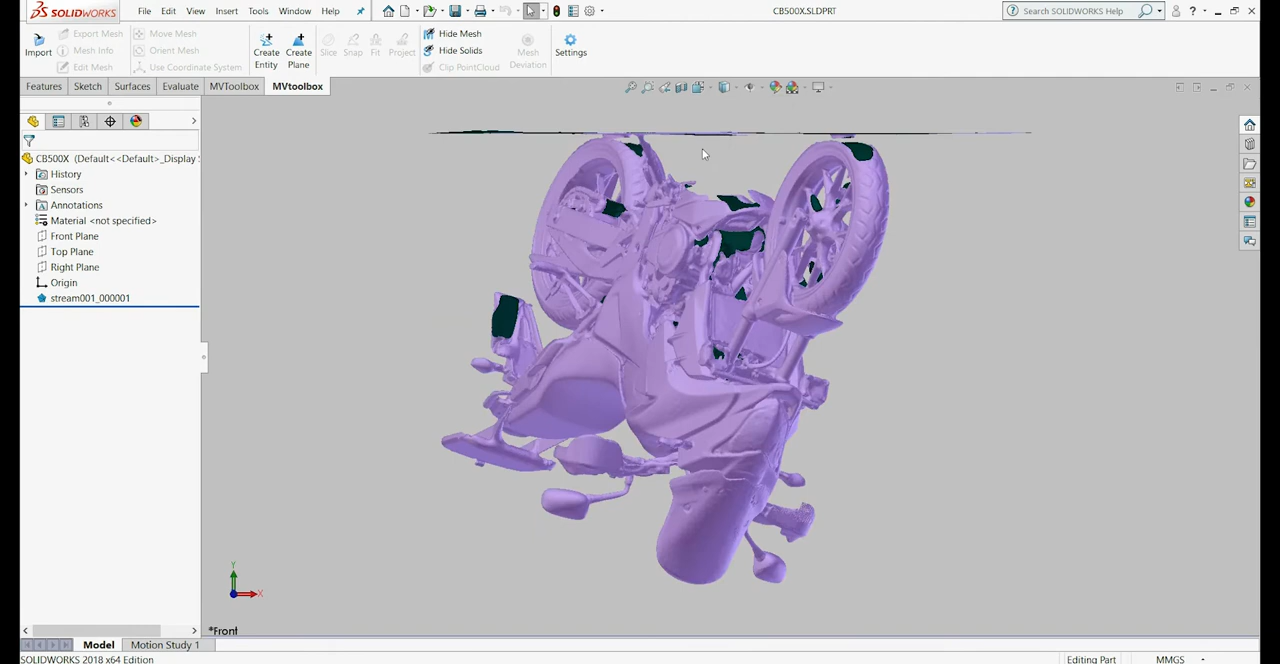 SOLIDWORKS File Edit View Insert Tools Window Help CB500X.SLDPRT Search SOLIDWORKS Help ?
Import Export Mesh Mesh Info Edit Mesh Move Mesh Orient Mesh Use Coordinate System Create Entity Create Plane Slice Snap Fit Project Hide Mesh Hide Solids Clip PointCloud Mesh Deviation Settings
Features Sketch Surfaces Evaluate MVToolbox MVtoolbox
CB500X (Default<<Default>_Display
History
Sensors
Annotations
Material <not specified>
Front Plane
Top Plane
Right Plane
Origin
stream001_000001
Y
X
*Front
Model Motion Study 1
SOLIDWORKS 2018 x64 Edition Editing Part MMGS